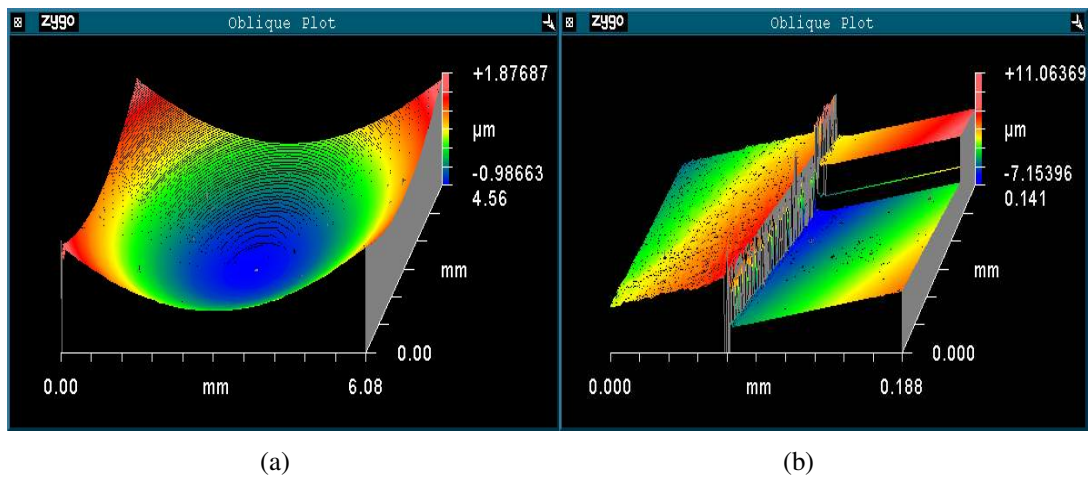 zygo Oblique Plot
+1.87687
µm
-0.98663
4.56
mm
0.00
0.00 mm 6.08
zygo Oblique Plot
+11.06369
µm
-7.15396
0.141
mm
0.000
0.000 mm 0.188
(a) (b)